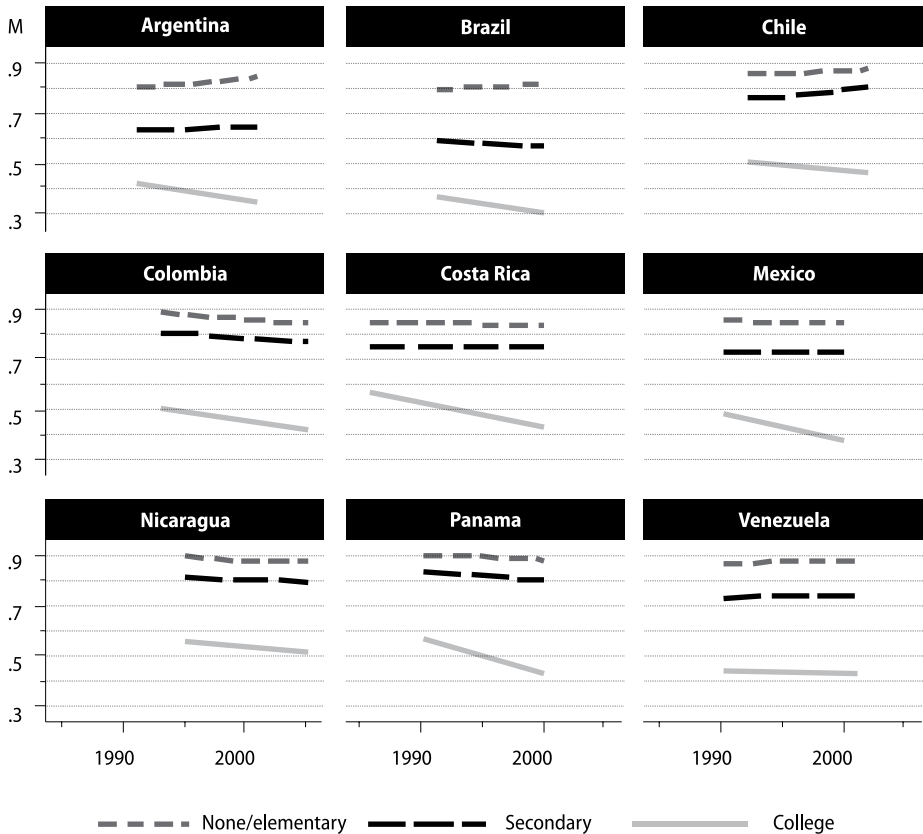 M
Argentina Brazil Chile
.9
.7
.5
.3
Colombia Costa Rica Mexico
.9
.7
.5
.3
Nicaragua Panama Venezuela
.9
.7
.5
.3
1990 2000 1990 2000 1990 2000
None/elementary Secondary College